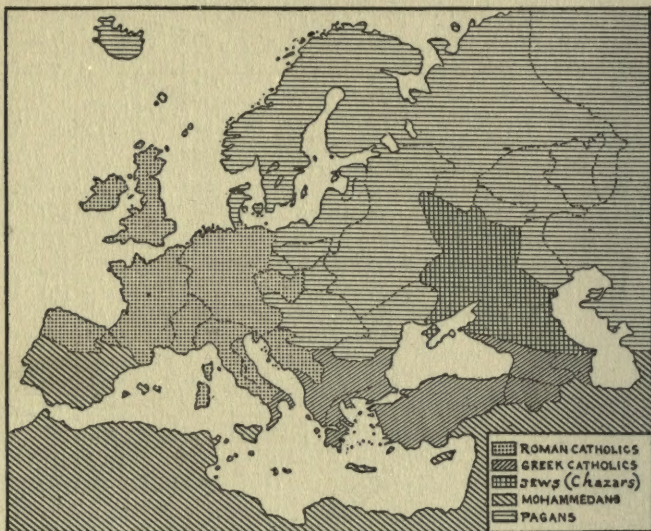 ROMAN CATHOLICS
GREEK CATHOLICS
JEWS (Chazars)
MOHAMMEDANS
PAGANS